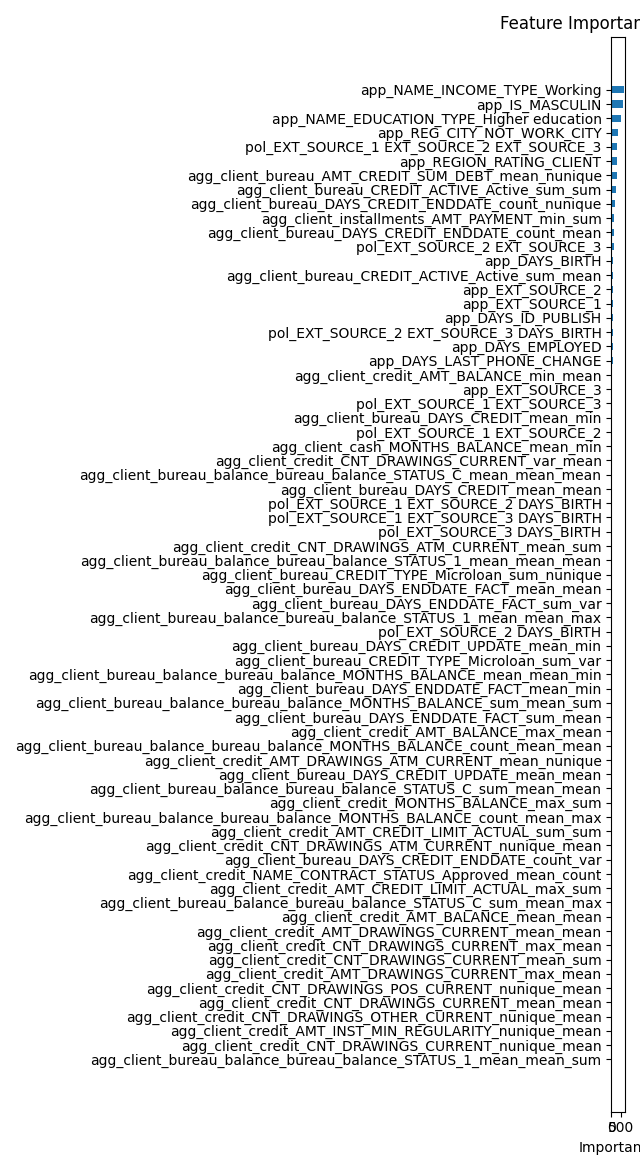 Feature Importan
app_NAME_INCOME_TYPE_Working
app_IS_MASCULIN
app_NAME_EDUCATION_TYPE_Higher education
app_REG_CITY_NOT_WORK_CITY
pol_EXT_SOURCE_1 EXT_SOURCE_2 EXT_SOURCE_3
app_REGION_RATING_CLIENT
agg_client_bureau_AMT_CREDIT_SUM_DEBT_mean_nunique
agg_client_bureau_CREDIT_ACTIVE_Active_sum_sum
agg_client_bureau_DAYS_CREDIT_ENDDATE_count_nunique
agg_client_installments_AMT_PAYMENT_min_sum
agg_client_bureau_DAYS_CREDIT_ENDDATE_count_mean
pol_EXT_SOURCE_2 EXT_SOURCE_3
app_DAYS_BIRTH
agg_client_bureau_CREDIT_ACTIVE_Active_sum_mean
app_EXT_SOURCE_2
app_EXT_SOURCE_1
app_DAYS_ID_PUBLISH
pol_EXT_SOURCE_2 EXT_SOURCE_3 DAYS_BIRTH
app_DAYS_EMPLOYED
app_DAYS_LAST_PHONE_CHANGE
agg_client_credit_AMT_BALANCE_min_mean
app_EXT_SOURCE_3
pol_EXT_SOURCE_1 EXT_SOURCE_3
agg_client_bureau_DAYS_CREDIT_mean_min
pol_EXT_SOURCE_1 EXT_SOURCE_2
agg_client_cash_MONTHS_BALANCE_mean_min
agg_client_credit_CNT_DRAWINGS_CURRENT_var_mean
agg_client_bureau_balance_bureau_balance_STATUS_C_mean_mean_mean
agg_client_bureau_DAYS_CREDIT_mean_mean
pol_EXT_SOURCE_1 EXT_SOURCE_2 DAYS_BIRTH
pol_EXT_SOURCE_1 EXT_SOURCE_3 DAYS_BIRTH
pol_EXT_SOURCE_3 DAYS_BIRTH
agg_client_credit_CNT_DRAWINGS_ATM_CURRENT_mean_sum
agg_client_bureau_balance_bureau_balance_STATUS_1_mean_mean_mean
agg_client_bureau_CREDIT_TYPE_Microloan_sum_nunique
agg_client_bureau_DAYS_ENDDATE_FACT_mean_mean
agg_client_bureau_DAYS_ENDDATE_FACT_sum_var
agg_client_bureau_balance_bureau_balance_STATUS_1_mean_mean_max
pol_EXT_SOURCE_2 DAYS_BIRTH
agg_client_bureau_DAYS_CREDIT_UPDATE_mean_min
agg_client_bureau_CREDIT_TYPE_Microloan_sum_var
agg_client_bureau_balance_bureau_balance_MONTHS_BALANCE_mean_mean_min
agg_client_bureau_DAYS_ENDDATE_FACT_mean_min
agg_client_bureau_balance_bureau_balance_MONTHS_BALANCE_sum_mean_sum
agg_client_bureau_DAYS_ENDDATE_FACT_sum_mean
agg_client_credit_AMT_BALANCE_max_mean
agg_client_bureau_balance_bureau_balance_MONTHS_BALANCE_count_mean_mean
agg_client_credit_AMT_DRAWINGS_ATM_CURRENT_mean_nunique
agg_client_bureau_DAYS_CREDIT_UPDATE_mean_mean
agg_client_bureau_balance_bureau_balance_STATUS_C_sum_mean_mean
agg_client_credit_MONTHS_BALANCE_max_sum
agg_client_bureau_balance_bureau_balance_MONTHS_BALANCE_count_mean_max
agg_client_credit_AMT_CREDIT_LIMIT_ACTUAL_sum_sum
agg_client_credit_CNT_DRAWINGS_ATM_CURRENT_nunique_mean
agg_client_bureau_DAYS_CREDIT_ENDDATE_count_var
agg_client_credit_NAME_CONTRACT_STATUS_Approved_mean_count
agg_client_credit_AMT_CREDIT_LIMIT_ACTUAL_max_sum
agg_client_bureau_balance_bureau_balance_STATUS_C_sum_mean_max
agg_client_credit_AMT_BALANCE_mean_mean
agg_client_credit_AMT_DRAWINGS_CURRENT_mean_mean
agg_client_credit_CNT_DRAWINGS_CURRENT_max_mean
agg_client_credit_CNT_DRAWINGS_CURRENT_mean_sum
agg_client_credit_AMT_DRAWINGS_CURRENT_max_mean
agg_client_credit_CNT_DRAWINGS_POS_CURRENT_nunique_mean
agg_client_credit_CNT_DRAWINGS_CURRENT_mean_mean
agg_client_credit_CNT_DRAWINGS_OTHER_CURRENT_nunique_mean
agg_client_credit_AMT_INST_MIN_REGULARITY_nunique_mean
agg_client_credit_CNT_DRAWINGS_CURRENT_nunique_mean
agg_client_bureau_balance_bureau_balance_STATUS_1_mean_mean_sum
0 500
Importan